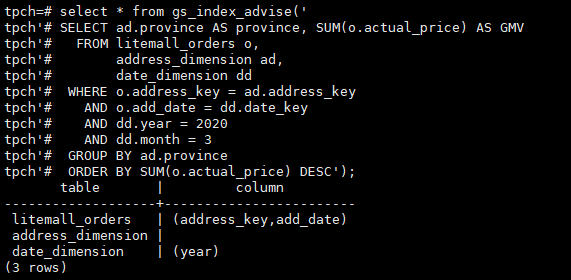 tpch=# select * from gs_index_advise('
tpch'# SELECT ad.province AS province, SUM(o.actual_price) AS GMV
tpch'#   FROM litemall_orders o,
tpch'#        address_dimension ad,
tpch'#        date_dimension dd
tpch'#  WHERE o.address_key = ad.address_key
tpch'#    AND o.add_date = dd.date_key
tpch'#    AND dd.year = 2020
tpch'#    AND dd.month = 3
tpch'#  GROUP BY ad.province
tpch'#  ORDER BY SUM(o.actual_price) DESC');
       table       |         column
-------------------+------------------------
 litemall_orders   | (address_key,add_date)
 address_dimension |
 date_dimension    | (year)
(3 rows)